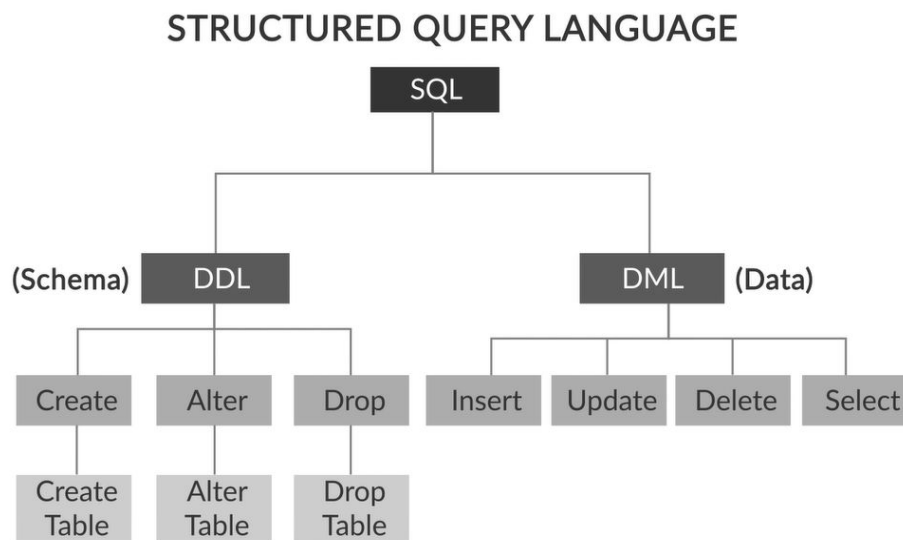 STRUCTURED QUERY LANGUAGE
SQL
(Schema) DDL DML (Data)
Create Alter Drop Insert Update Delete Select
Create Alter Drop
Table Table Table